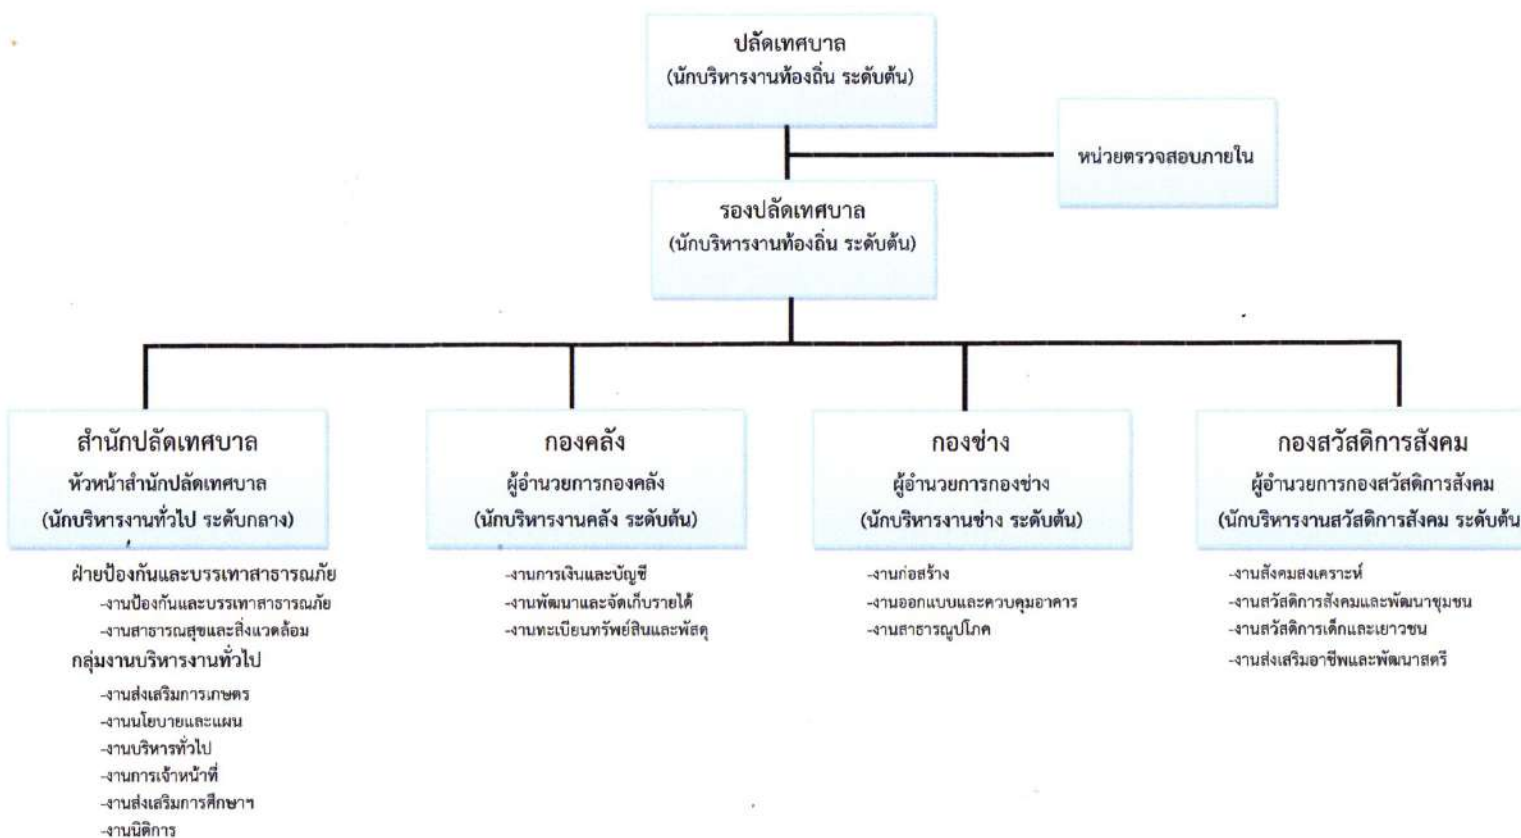 ปลัดเทศบาล
(นักบริหารงานท้องถิ่น ระดับต้น)
หน่วยตรวจสอบภายใน
รองปลัดเทศบาล
(นักบริหารงานท้องถิ่น ระดับต้น)
สำนักปลัดเทศบาล
หัวหน้าสำนักปลัดเทศบาล
(นักบริหารงานทั่วไป ระดับกลาง)
ฝ่ายป้องกันและบรรเทาสาธารณภัย
-งานป้องกันและบรรเทาสาธารณภัย
-งานสาธารณสุขและสิ่งแวดล้อม
กลุ่มงานบริหารงานทั่วไป
-งานส่งเสริมการเกษตร
-งานนโยบายและแผน
-งานบริหารทั่วไป
-งานการเจ้าหน้าที่
-งานส่งเสริมการศึกษาฯ
-งานนิติการ
กองคลัง
ผู้อำนวยการกองคลัง
(นักบริหารงานคลัง ระดับต้น)
-งานการเงินและบัญชี
-งานพัฒนาและจัดเก็บรายได้
-งานทะเบียนทรัพย์สินและพัสดุ
กองช่าง
ผู้อำนวยการกองช่าง
(นักบริหารงานช่าง ระดับต้น)
-งานก่อสร้าง
-งานออกแบบและควบคุมอาคาร
-งานสาธารณูปโภค
กองสวัสดิการสังคม
ผู้อำนวยการกองสวัสดิการสังคม
(นักบริหารงานสวัสดิการสังคม ระดับต้น
-งานสังคมสงเคราะห์
-งานสวัสดิการสังคมและพัฒนาชุมชน
-งานสวัสดิการเด็กและเยาวชน
-งานส่งเสริมอาชีพและพัฒนาสตรี